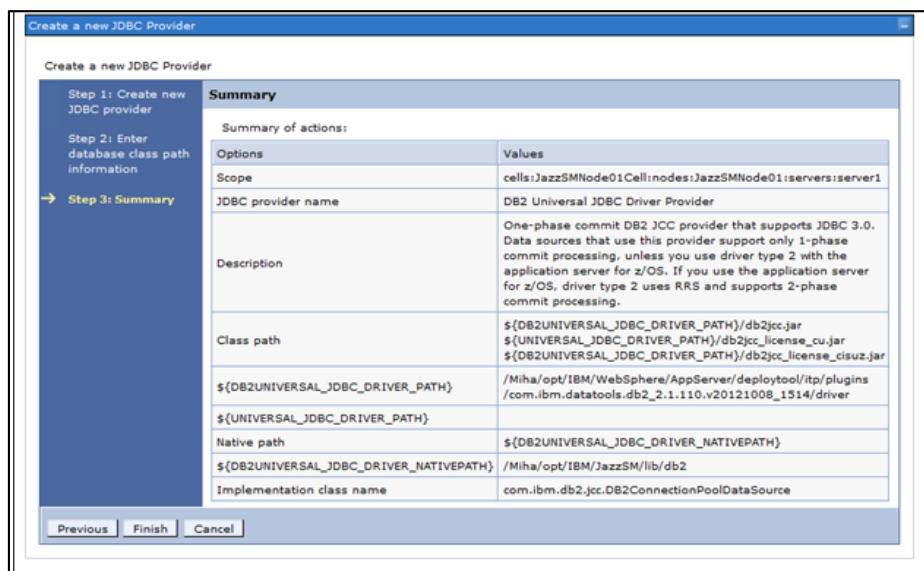 Create a new JDBC Provider
Create a new JDBC Provider
Step 1: Create new
JDBC provider
Step 2: Enter
database class path
information
Step 3: Summary
Summary
Summary of actions:
Options Values
Scope cells:JazzSMNode01Cell:nodes:JazzSMNode01:servers:server1
JDBC provider name DB2 Universal JDBC Driver Provider
Description
One-phase commit DB2 JCC provider that supports JDBC 3.0.
Data sources that use this provider support only 1-phase
commit processing, unless you use driver type 2 with the
application server for z/OS. If you use the application server
for z/OS, driver type 2 uses RRS and supports 2-phase
commit processing.
Class path
${DB2UNIVERSAL_JDBC_DRIVER_PATH}/db2jcc.jar
${UNIVERSAL_JDBC_DRIVER_PATH}/db2jcc_license_cu.jar
${DB2UNIVERSAL_JDBC_DRIVER_PATH}/db2jcc_license_cisuz.jar
${DB2UNIVERSAL_JDBC_DRIVER_PATH}
/Miha/opt/IBM/WebSphere/AppServer/deploytool/itp/plugins
/com.ibm.datatools.db2_2.1.110.v20121008_1514/driver
${UNIVERSAL_JDBC_DRIVER_PATH}
Native path ${DB2UNIVERSAL_JDBC_DRIVER_NATIVEPATH}
${DB2UNIVERSAL_JDBC_DRIVER_NATIVEPATH} /Miha/opt/IBM/JazzSM/lib/db2
Implementation class name com.ibm.db2.jcc.DB2ConnectionPoolDataSource
Previous Finish Cancel